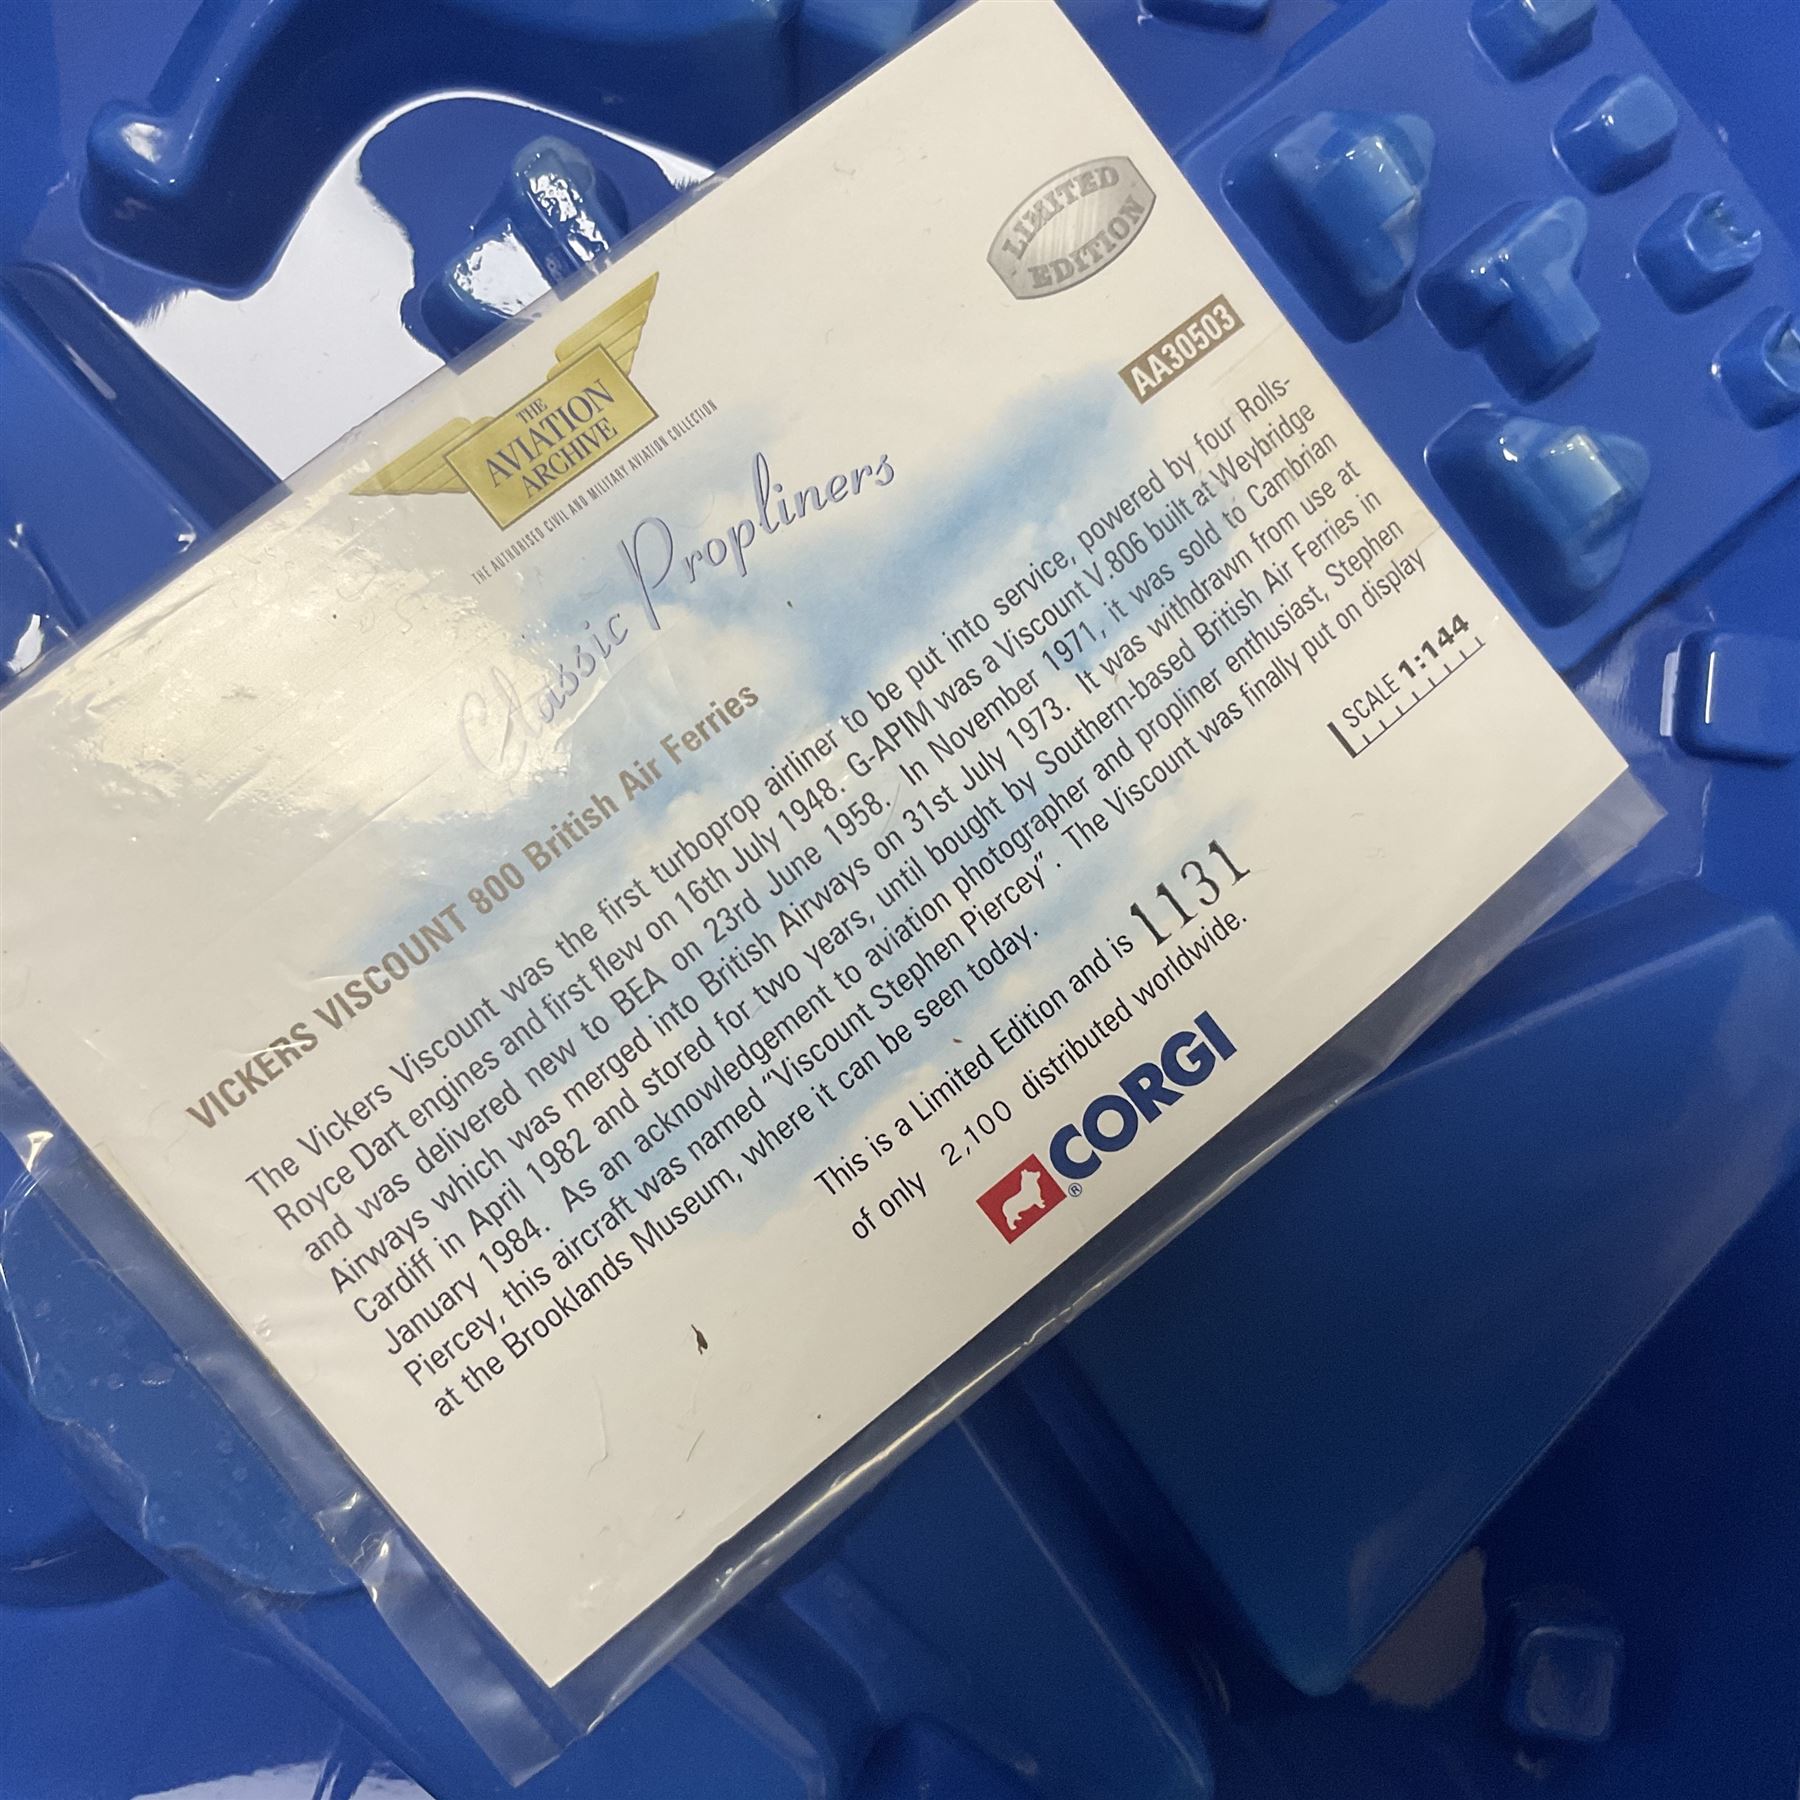 LIMITED
EDITION
THE
AVIATION
ARCHIVE
THE AUTHORISED CIVIL AND MILITARY AVIATION COLLECTION
AA30503
Classic Propliners
VICKERS VISCOUNT 800 British Air Ferries
The Vickers Viscount was the first turboprop airliner to be put into service, powered by four Rolls-
Royce Dart engines and first flew on 16th July 1948. G-APIM was a Viscount V.806 built at Weybridge
and was delivered new to BEA on 23rd June 1958. In November 1971, it was sold to Cambrian
Airways which was merged into British Airways on 31st July 1973. It was withdrawn from use at
Cardiff in April 1982 and stored for two years, until bought by Southern-based British Air Ferries in
January 1984. As an acknowledgement to aviation photographer and propliner enthusiast, Stephen
Piercey, this aircraft was named "Viscount Stephen Piercey". The Viscount was finally put on display
at the Brooklands Museum, where it can be seen today.
SCALE 1:144
This is a Limited Edition and is 1131
of only 2,100 distributed worldwide.
® CORGI